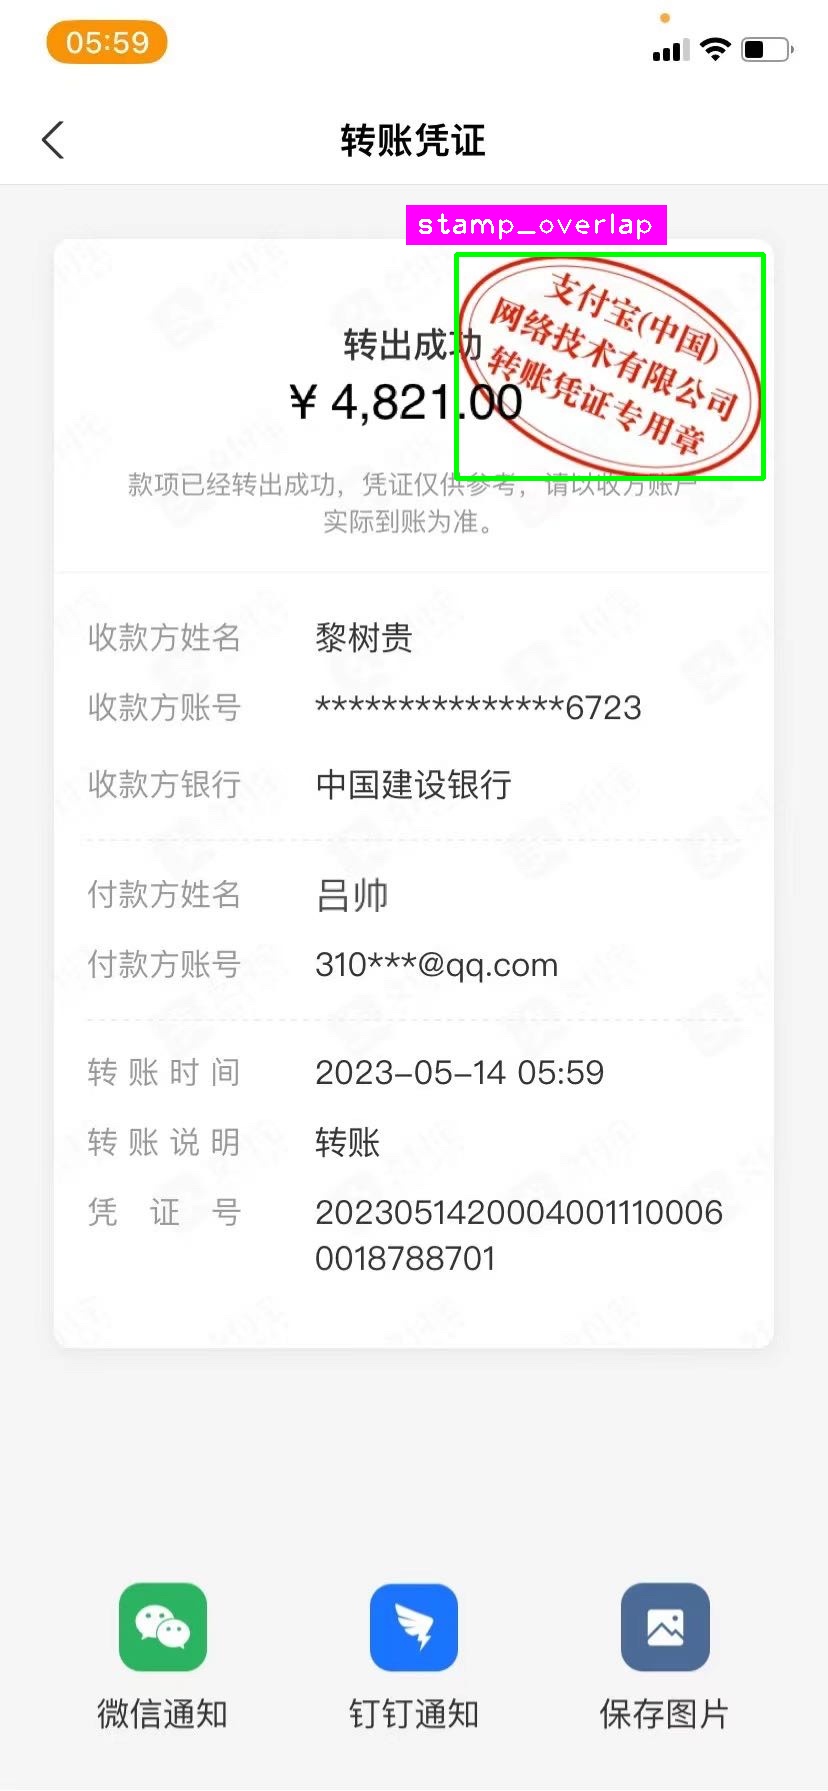 05:59
转账凭证
stamp_overlap
支付宝(中国)
网络技术有限公司
转账凭证专用章
转出成功
¥ 4,821.00
款项已经转出成功，凭证仅供参考，请以收方账户
实际到账为准。
收款方姓名 黎树贵
收款方账号 ***************6723
收款方银行 中国建设银行
付款方姓名 吕帅
付款方账号 310***@qq.com
转账时间 2023-05-14 05:59
转账说明 转账
凭证号 2023051420004001110006
0018788701
微信通知 钉钉通知 保存图片